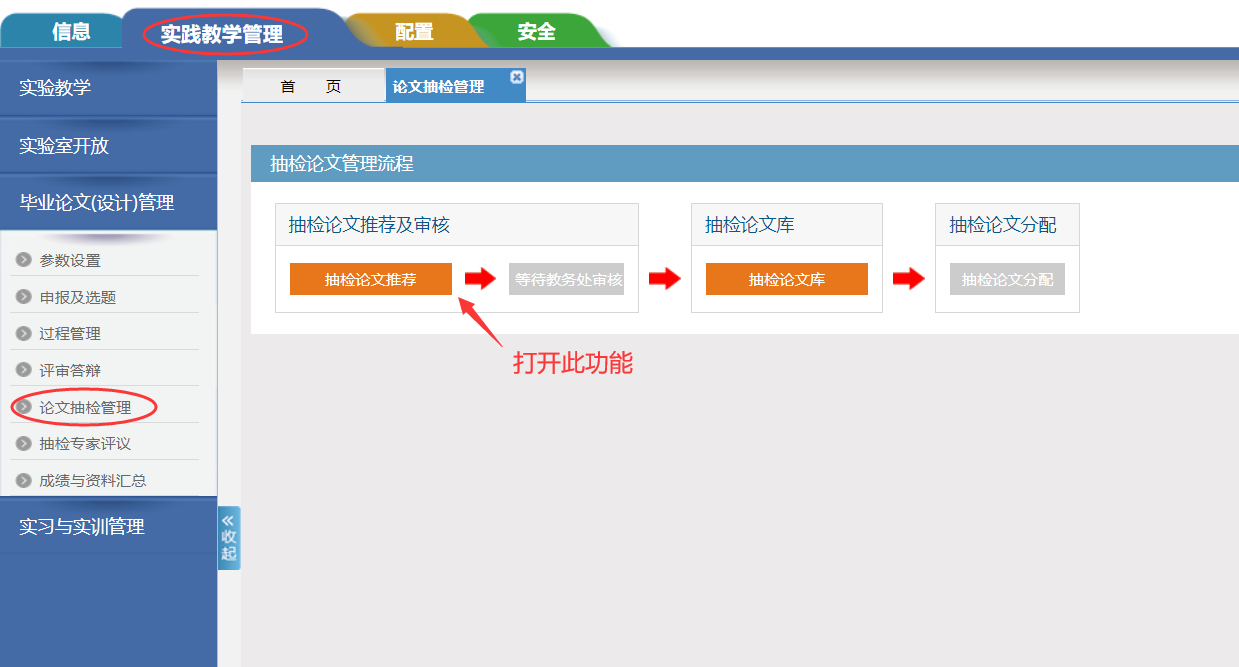 信息
实践教学管理
配置
安全
实验教学
实验室开放
毕业论文(设计)管理
参数设置
申报及选题
过程管理
评审答辩
论文抽检管理
抽检专家评议
成绩与资料汇总
实习与实训管理
收起
首 页
论文抽检管理
抽检论文管理流程
抽检论文推荐及审核
抽检论文推荐
等待教务处审核
抽检论文库
抽检论文库
抽检论文分配
抽检论文分配
打开此功能